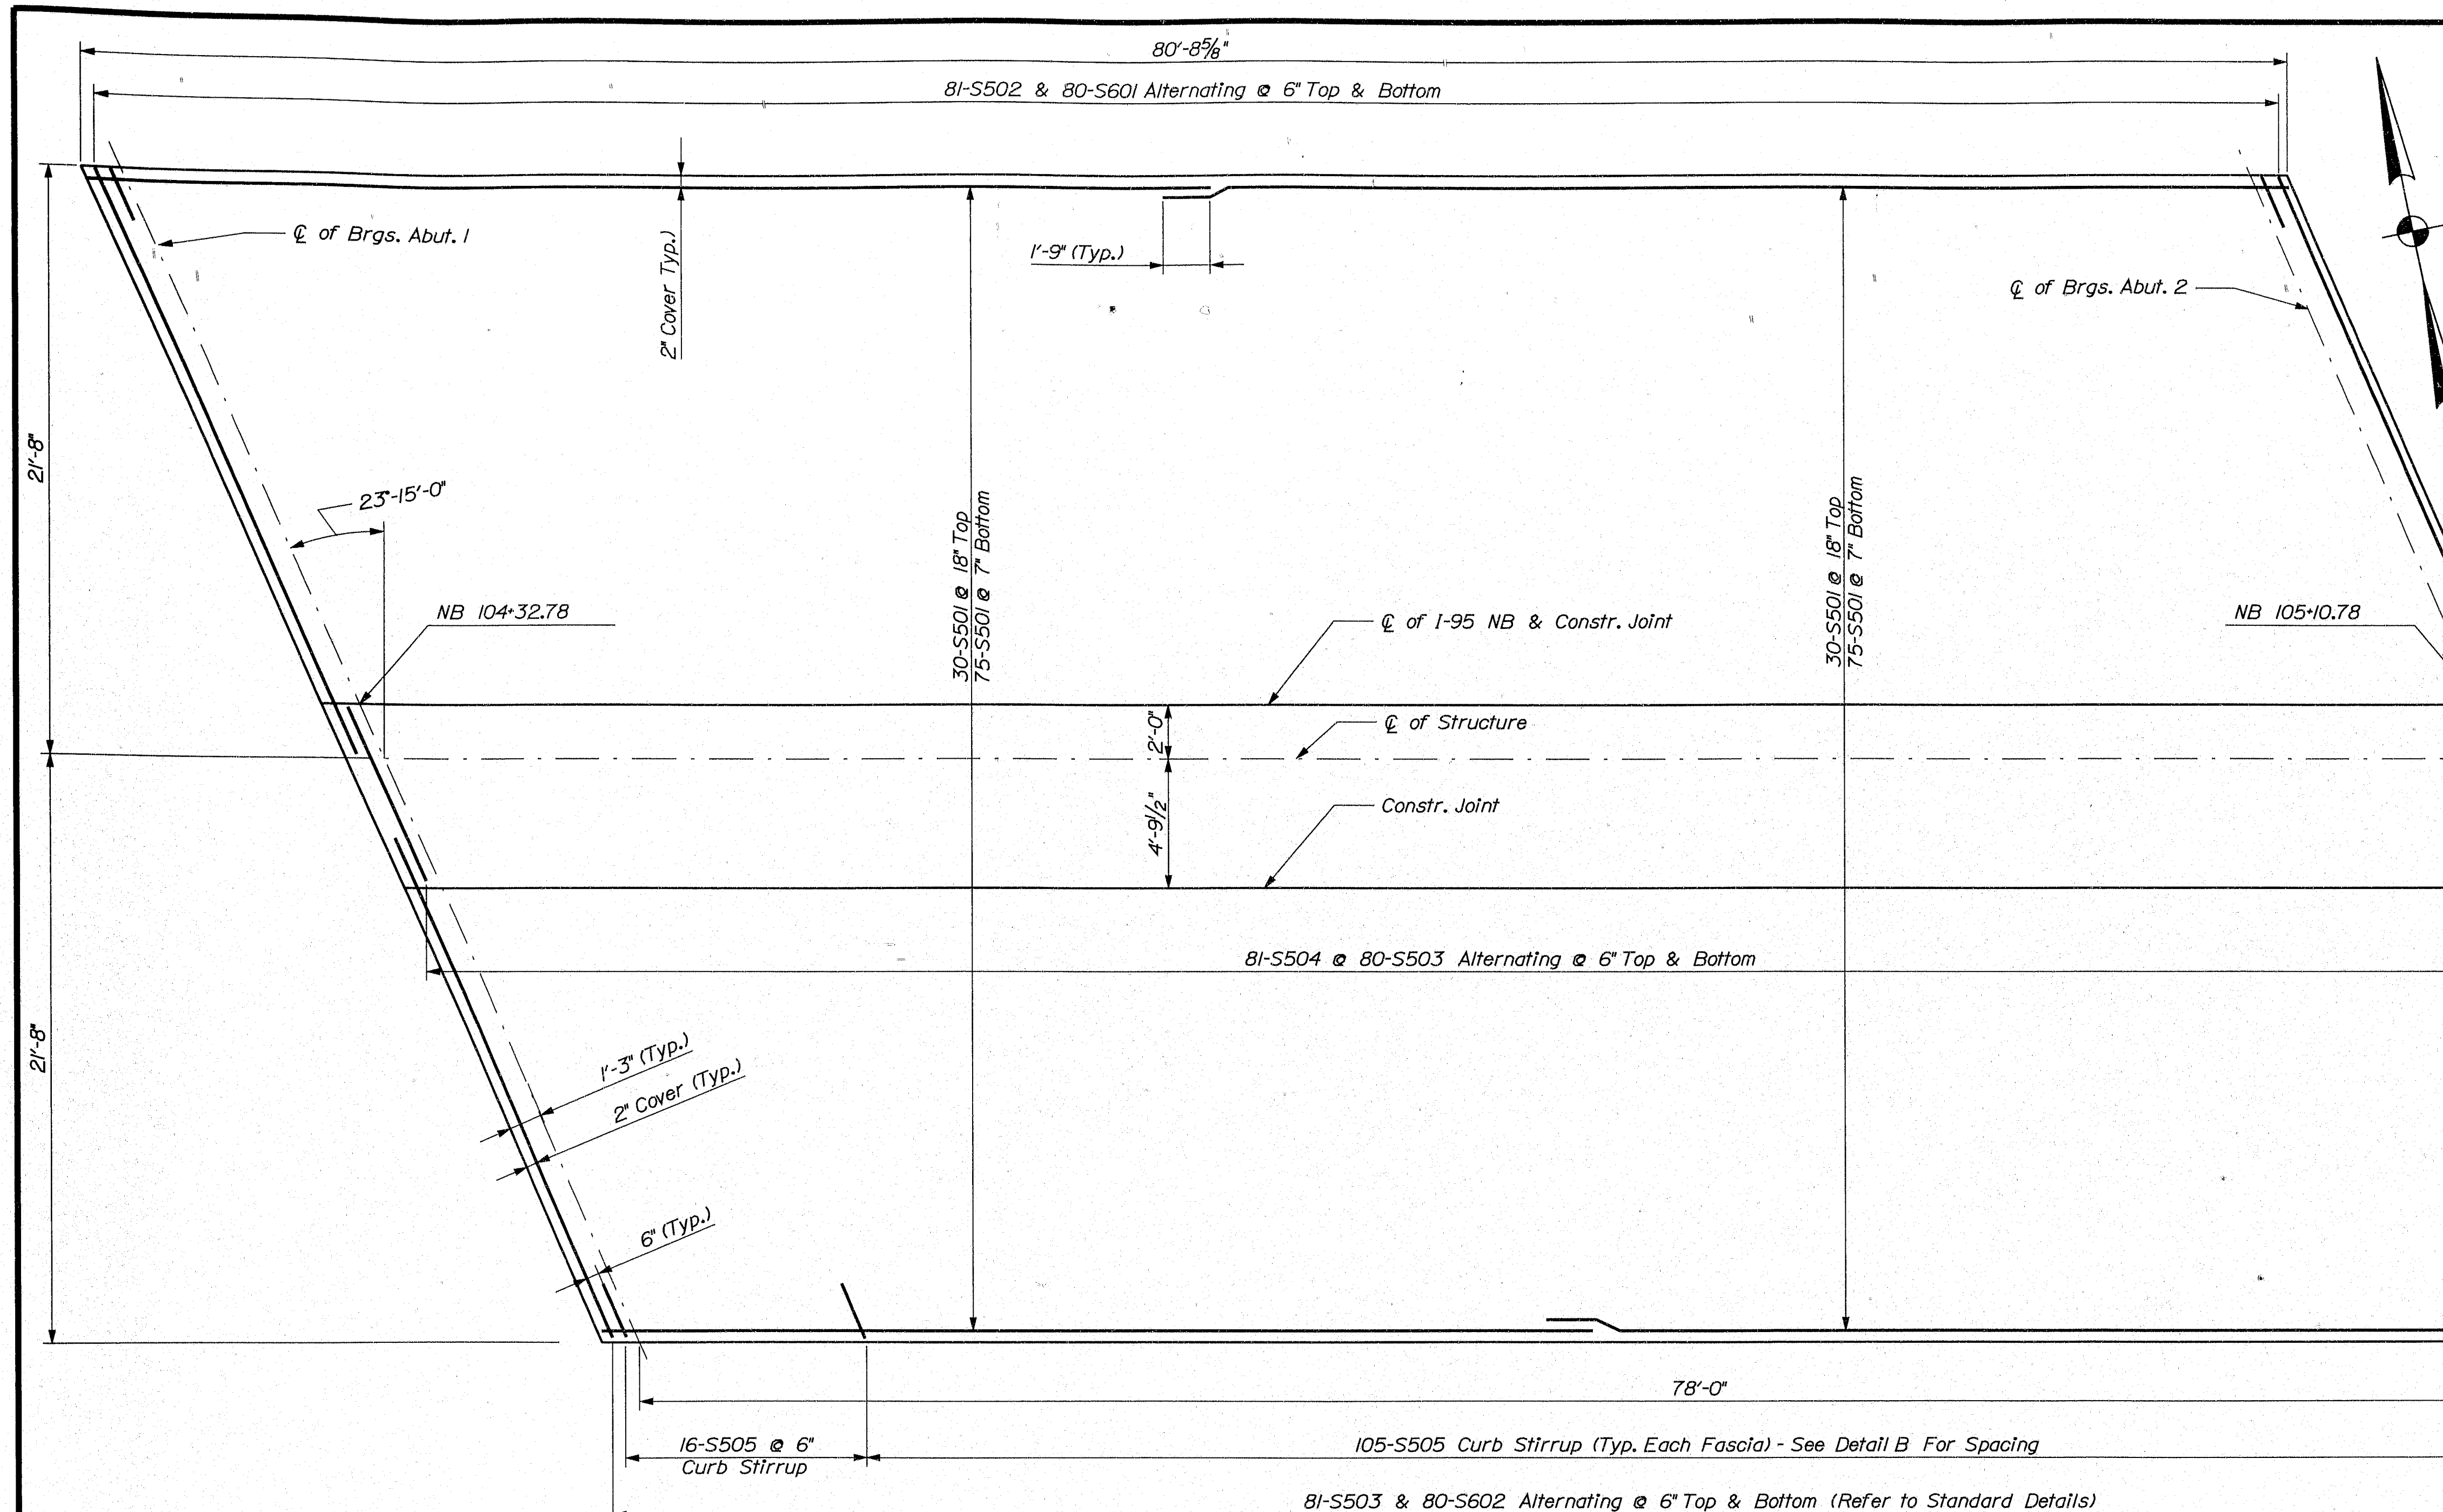 80'-8 5/8"
81-S502 & 80-S601 Alternating @ 6" Top & Bottom
℄ of Brgs. Abut. 1
2" Cover Typ.)
1'-9" (Typ.)
℄ of Brgs. Abut. 2
21'-8"
23°-15'-0"
30-S501 @ 18" Top
75-S501 @ 7" Bottom
30-S501 @ 18" Top
75-S501 @ 7" Bottom
NB 104+32.78
℄ of I-95 NB & Constr. Joint
NB 105+10.78
2'-0"
℄ of Structure
4'-9 1/2"
Constr. Joint
81-S504 @ 80-S503 Alternating @ 6" Top & Bottom
21'-8"
1'-3" (Typ.)
2" Cover (Typ.)
6" (Typ.)
78'-0"
16-S505 @ 6"
Curb Stirrup
105-S505 Curb Stirrup (Typ. Each Fascia) - See Detail B For Spacing
81-S503 & 80-S602 Alternating @ 6" Top & Bottom (Refer to Standard Details)